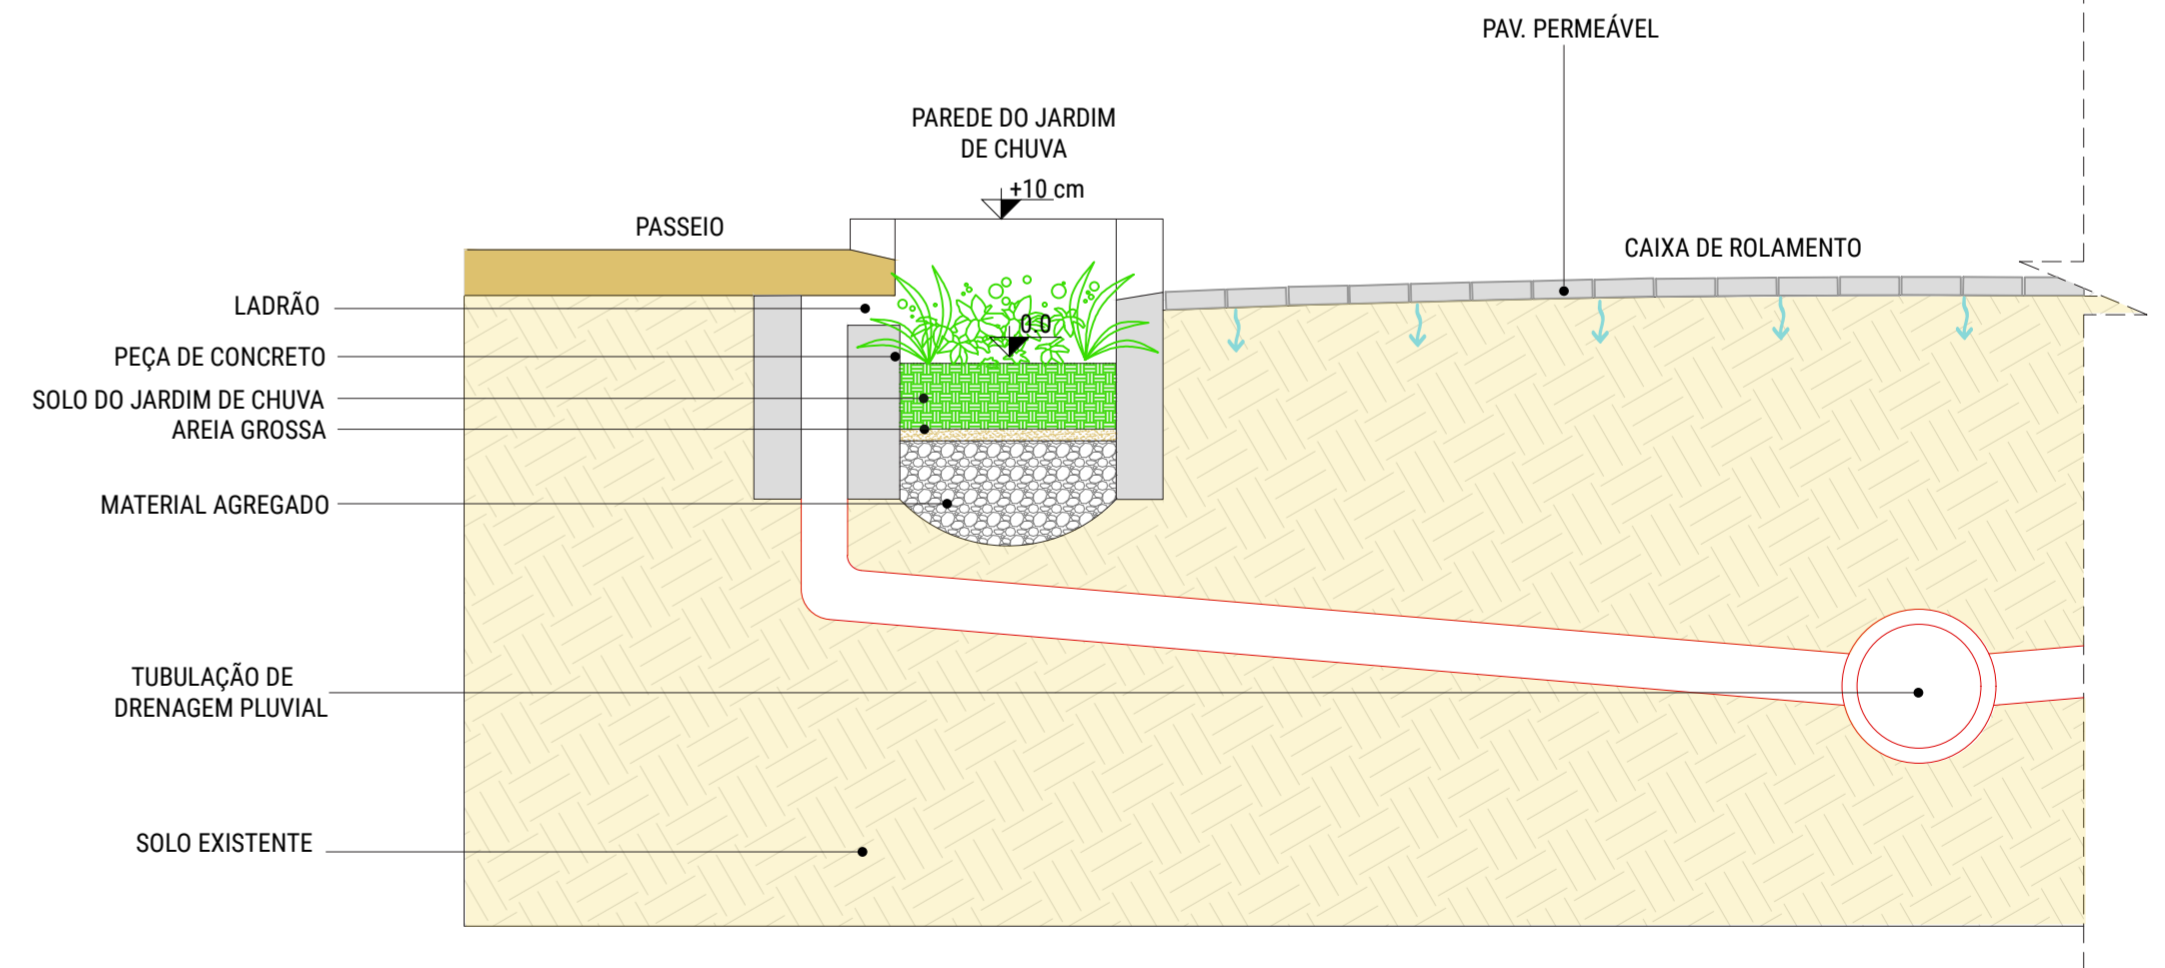 PAV. PERMEÁVEL
PAREDE DO JARDIM
DE CHUVA
+10 cm
PASSEIO
CAIXA DE ROLAMENTO
LADRÃO
0.0
PEÇA DE CONCRETO
SOLO DO JARDIM DE CHUVA
AREIA GROSSA
MATERIAL AGREGADO
TUBULAÇÃO DE
DRENAGEM PLUVIAL
SOLO EXISTENTE